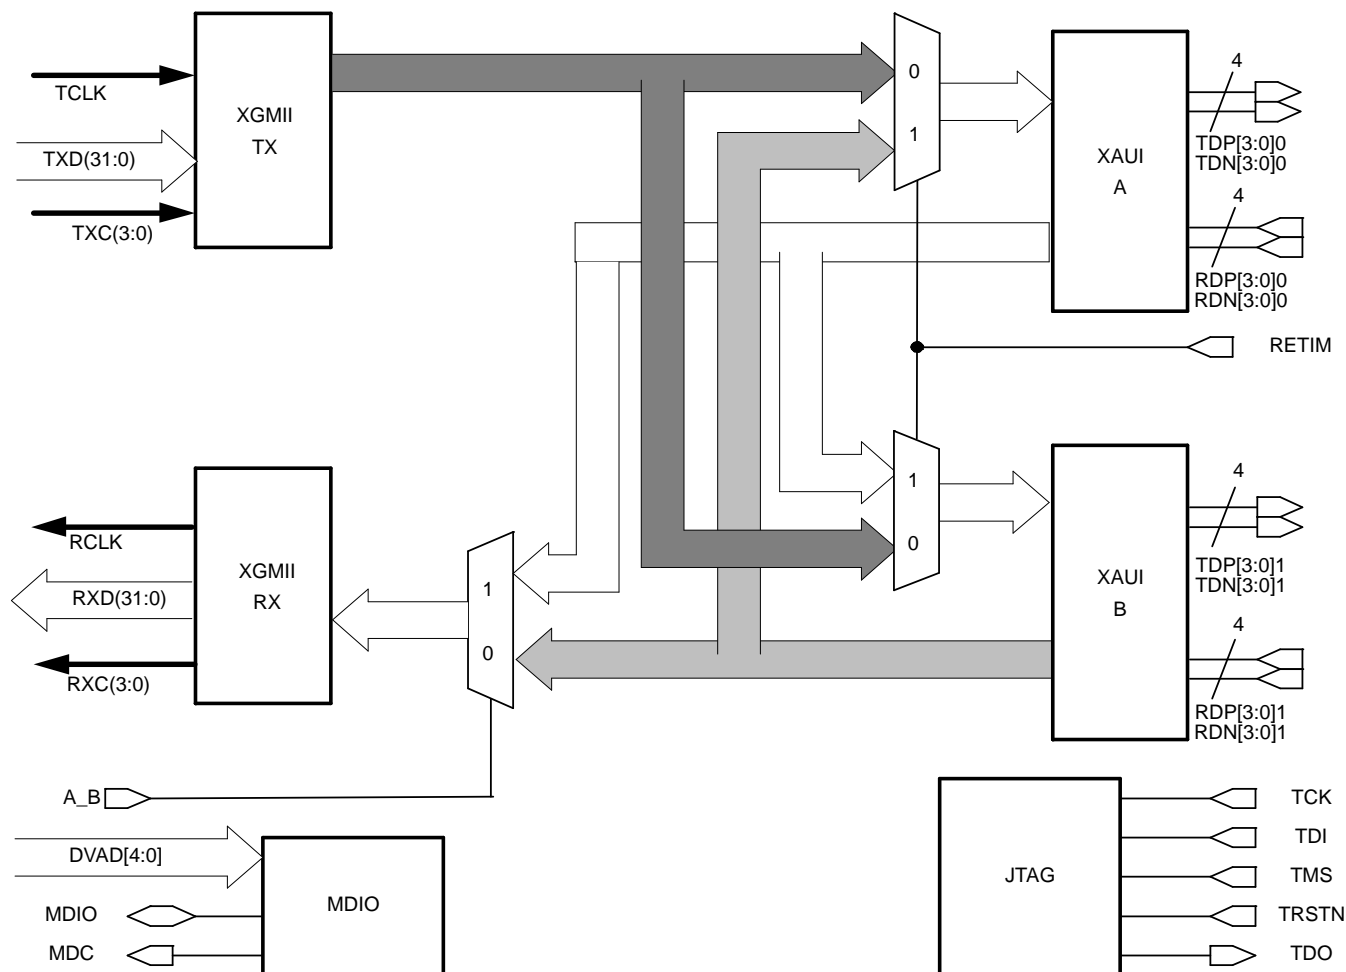 TCLK
TXD(31:0)
TXC(3:0)
XGMII
TX
0
1
XAUI
A
4
TDP[3:0]0
TDN[3:0]0
4
RDP[3:0]0
RDN[3:0]0
RETIM
RCLK
RXD(31:0)
RXC(3:0)
XGMII
RX
1
0
1
0
XAUI
B
4
TDP[3:0]1
TDN[3:0]1
4
RDP[3:0]1
RDN[3:0]1
A_B
DVAD[4:0]
MDIO
MDC
MDIO
JTAG
TCK
TDI
TMS
TRSTN
TDO